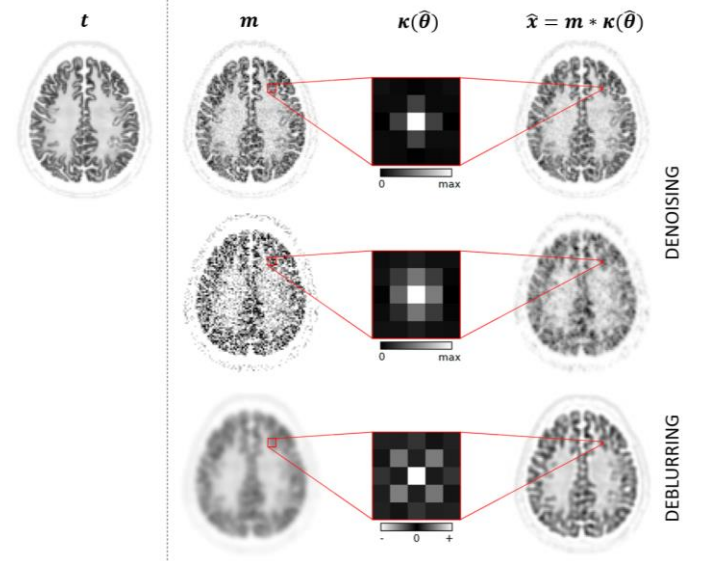 t m κ(θ̂) x̂ = m ∗ κ(θ̂)
0 max
DENOISING
0 max
DEBLURRING
- 0 +